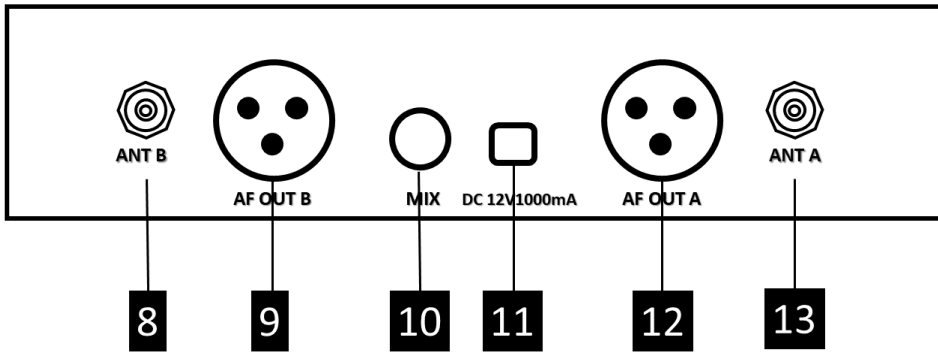 ANT B
ANT A
AF OUT B
MIX
DC 12V1000mA
AF OUT A
8
9
10
11
12
13